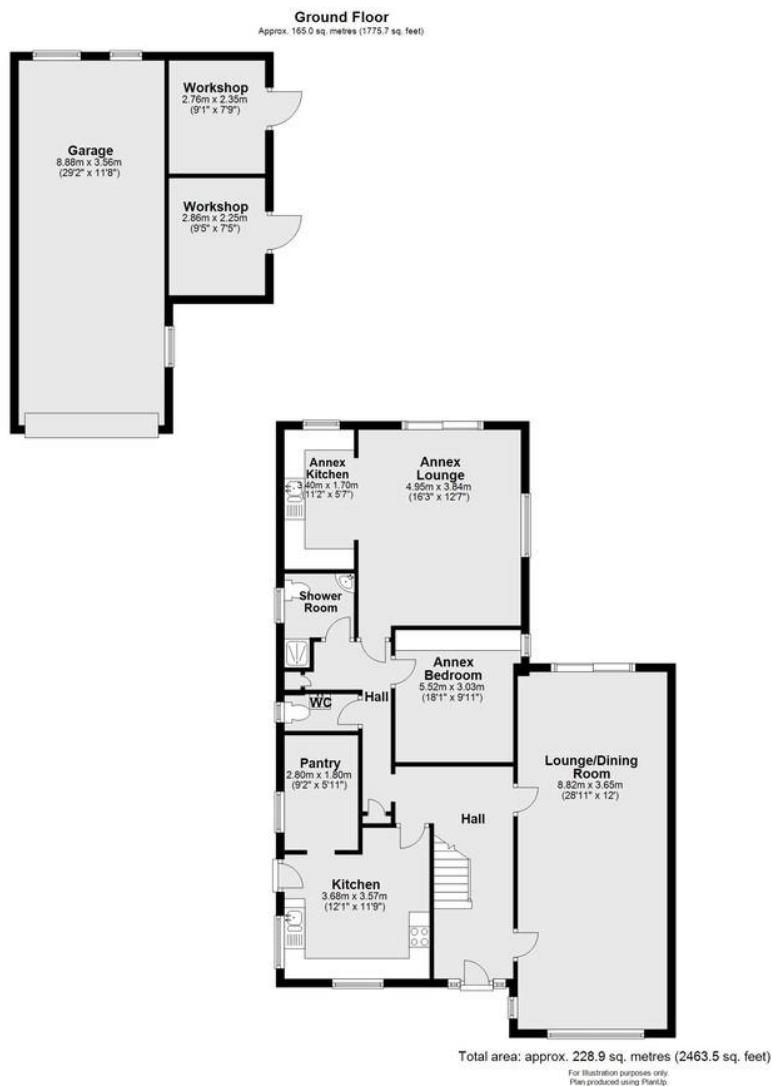 Ground Floor
Approx. 165.0 sq. metres (1775.7 sq. feet)
Workshop
2.76m x 2.35m
(9'1" x 7'9")
Garage
8.88m x 3.56m
(29'2" x 11'8")
Workshop
2.86m x 2.25m
(9'5" x 7'5")
Annex
Kitchen
3.40m x 1.70m
(11'2" x 5'7")
Annex
Lounge
4.95m x 3.84m
(16'3" x 12'7")
Shower
Room
Annex
Bedroom
5.52m x 3.03m
(18'1" x 9'11")
Hall
WC
Pantry
2.80m x 1.80m
(9'2" x 5'11")
Lounge/Dining
Room
8.82m x 3.65m
(28'11" x 12')
Hall
Kitchen
3.68m x 3.57m
(12'1" x 11'9")
Total area: approx. 228.9 sq. metres (2463.5 sq. feet)
For Illustration purposes only.
Plan produced using PlanUp.